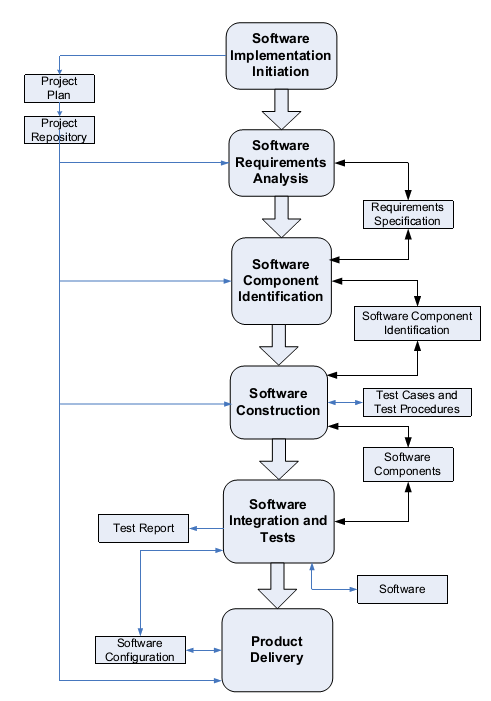 Software
Implementation
Initiation
Project
Plan
Project
Repository
Software
Requirements
Analysis
Requirements
Specification
Software
Component
Identification
Software Component
Identification
Software
Construction
Test Cases and
Test Procedures
Software
Components
Software
Integration and
Tests
Test Report
Software
Software
Configuration
Product
Delivery